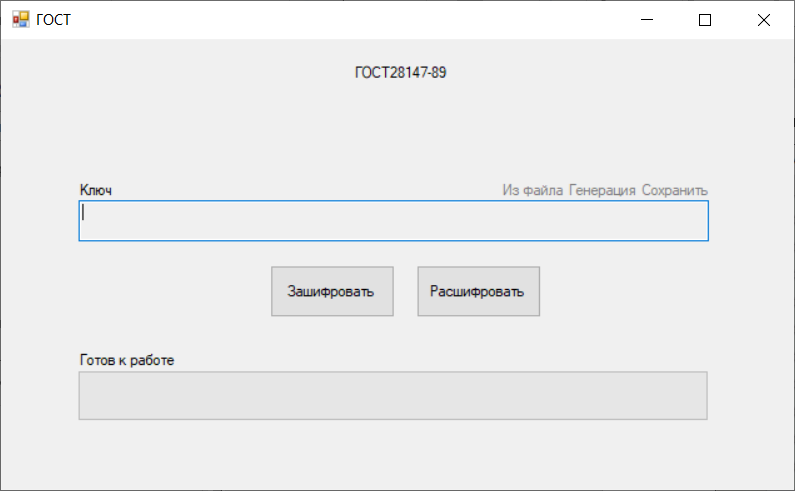 ГОСТ
ГОСТ28147-89
Ключ Из файла Генерация Сохранить
Зашифровать Расшифровать
Готов к работе